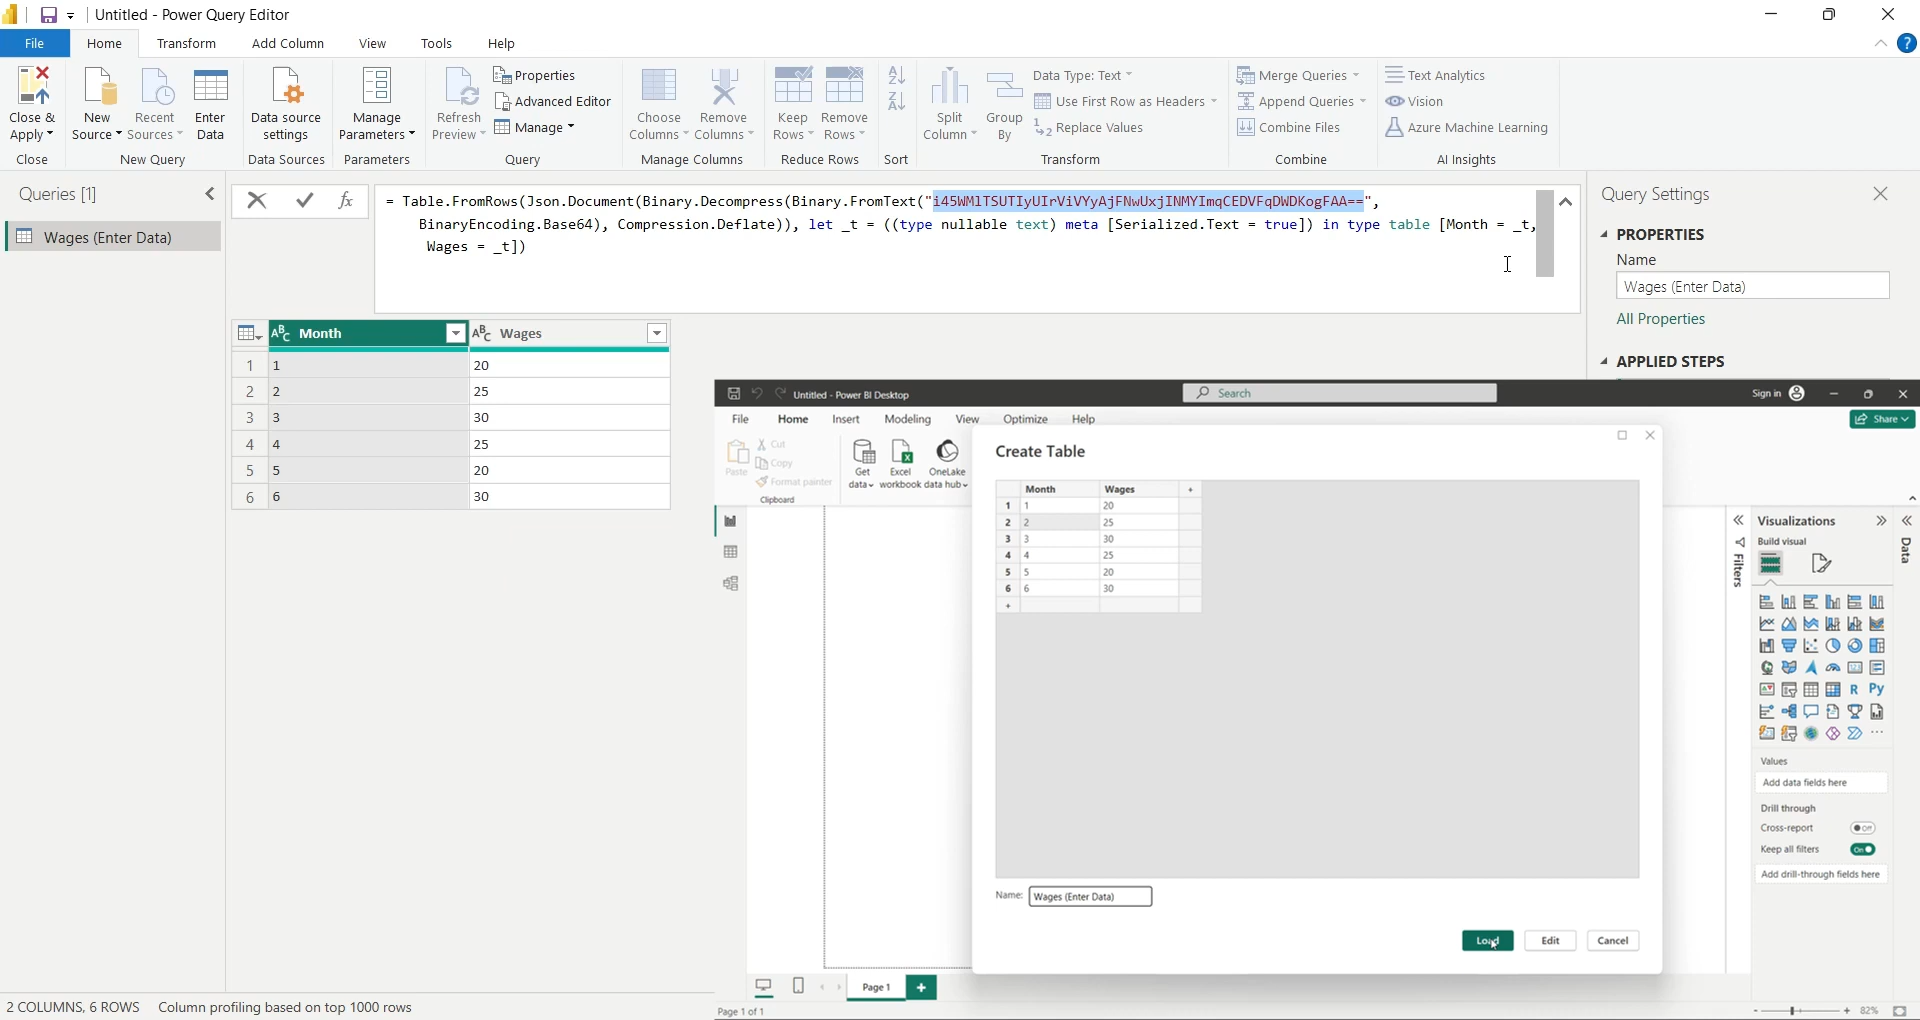 Untitled - Power Query Editor
File Home Transform Add Column View Tools Help
Close & Apply
New Source
Recent Sources
Enter Data
Data source settings
Manage Parameters
Refresh Preview
Properties
Advanced Editor
Manage
Choose Columns
Remove Columns
Keep Rows
Remove Rows
Split Column
Group By
Data Type: Text
Use First Row as Headers
Replace Values
Merge Queries
Append Queries
Combine Files
Text Analytics
Vision
Azure Machine Learning
Close New Query Data Sources Parameters Query Manage Columns Reduce Rows Sort Transform Combine AI Insights
Queries [1]
Wages (Enter Data)
fx
= Table.FromRows(Json.Document(Binary.Decompress(Binary.FromText("i45WMlTSUTIyUIrViVYyAjFNwUxjINMYImqCEDVFqDWDKogFAA==",
BinaryEncoding.Base64), Compression.Deflate)), let _t = ((type nullable text) meta [Serialized.Text = true]) in type table [Month = _t,
Wages = _t])
Query Settings
PROPERTIES
Name
Wages (Enter Data)
All Properties
APPLIED STEPS
Month Wages
1 1 20
2 2 25
3 3 30
4 4 25
5 5 20
6 6 30
Untitled - Power BI Desktop
Search
Sign in
File Home Insert Modeling View Optimize Help
Share
Paste
Cut
Copy
Format painter
Clipboard
Get data
Excel workbook
OneLake data hub
Create Table
Month Wages +
1 1 20
2 2 25
3 3 30
4 4 25
5 5 20
6 6 30
+
Name: Wages (Enter Data)
Load Edit Cancel
Filters
Visualizations
Build visual
R Py
Values
Add data fields here
Drill through
Cross-report Off
Keep all filters On
Add drill-through fields here
Data
Page 1 +
Page 1 of 1
- + 82%
2 COLUMNS, 6 ROWS Column profiling based on top 1000 rows